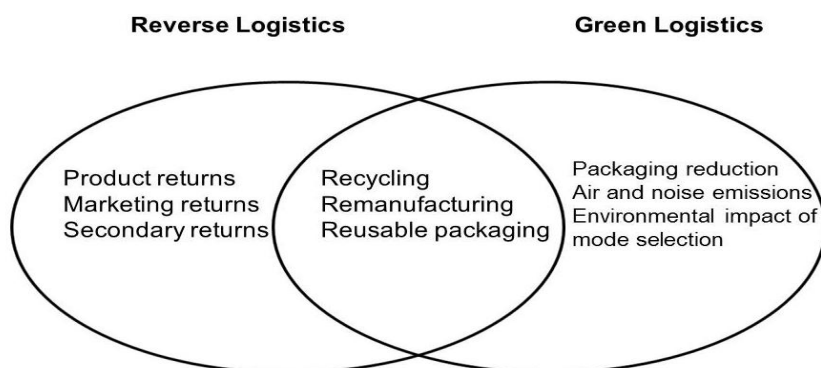 Reverse Logistics
Green Logistics
Product returns
Marketing returns
Secondary returns
Recycling
Remanufacturing
Reusable packaging
Packaging reduction
Air and noise emissions
Environmental impact of
mode selection